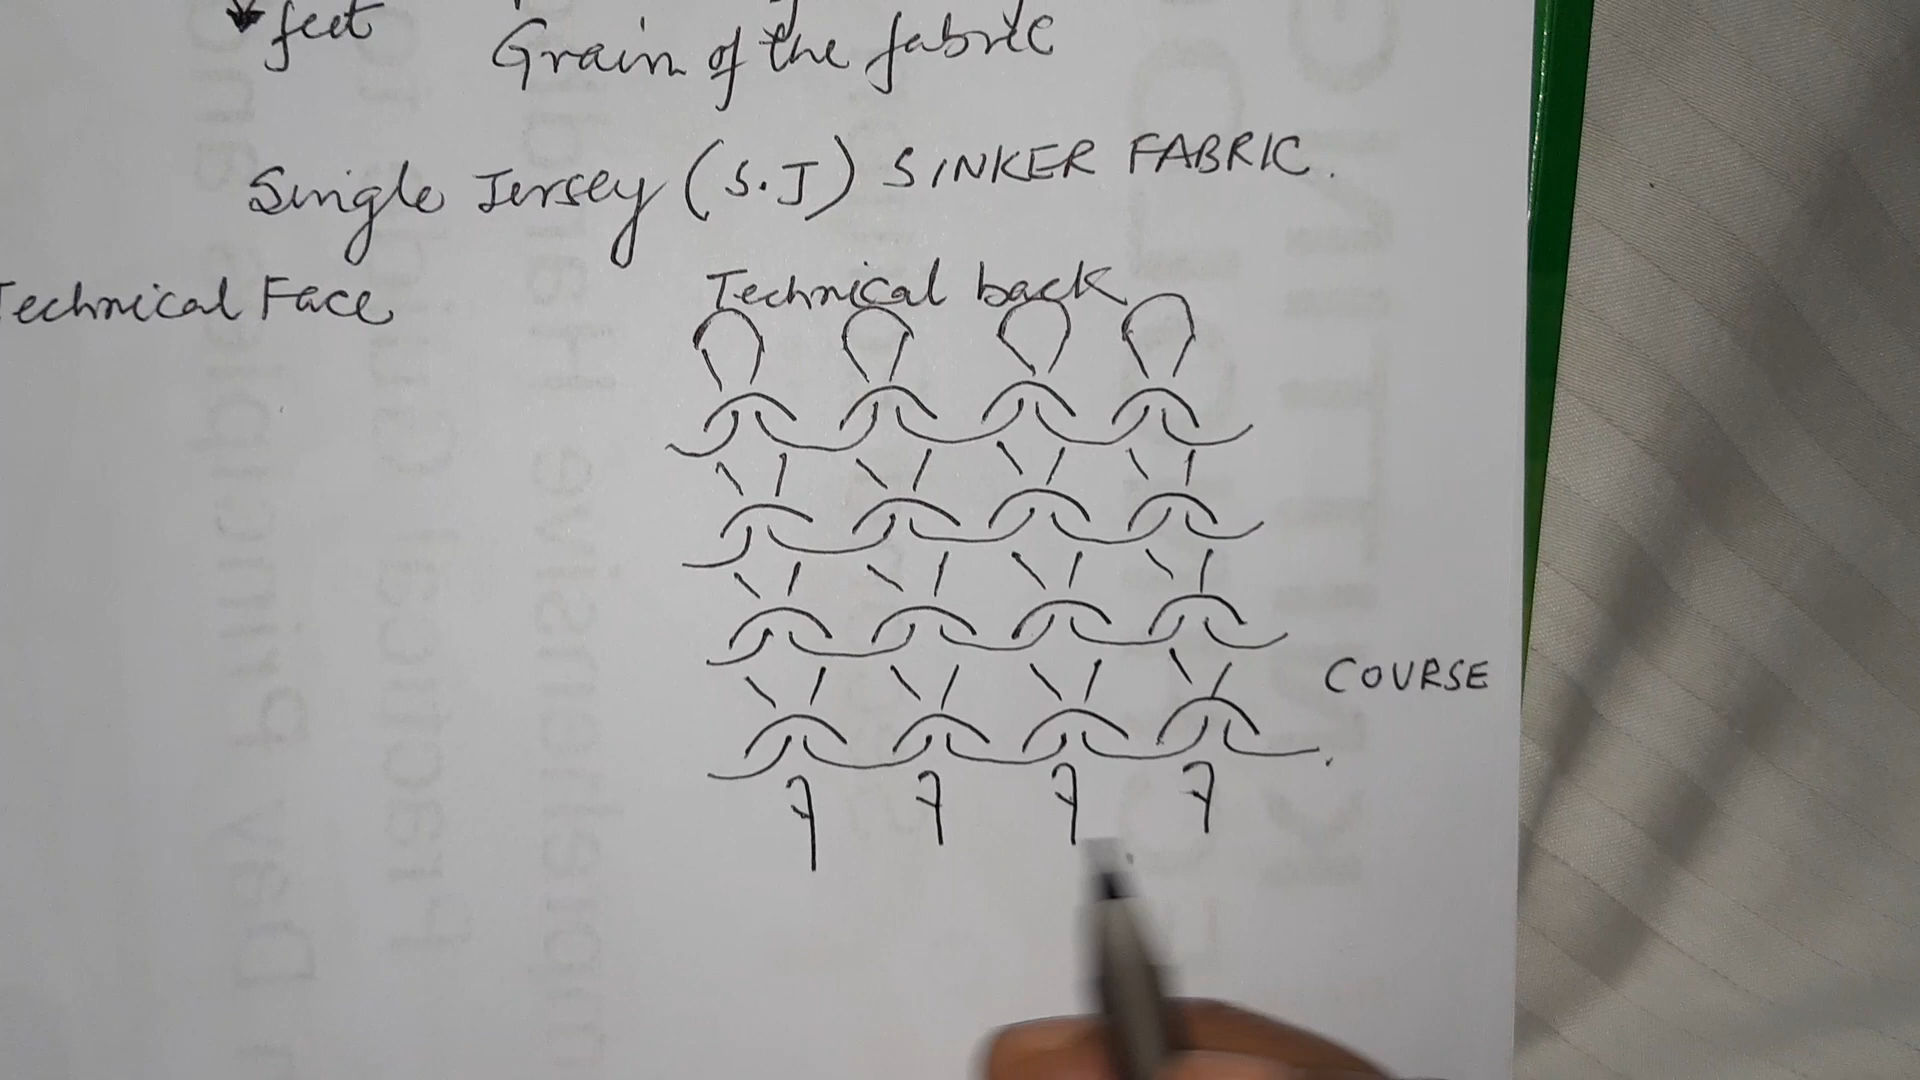 feet Grain of the fabric
Single Jersey (S.J) SINKER FABRIC.
Technical Face Technical back
COURSE